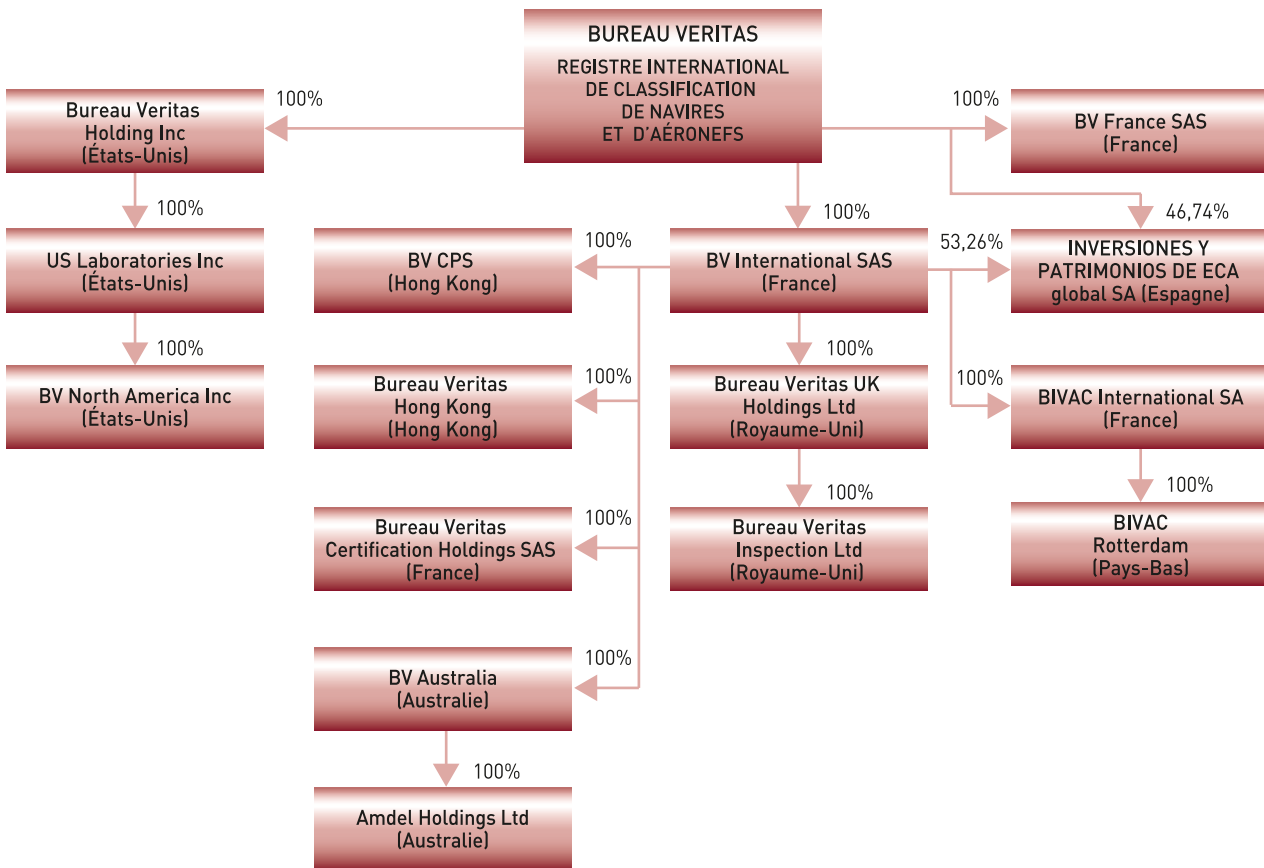 BUREAU VERITAS
REGISTRE INTERNATIONAL
DE CLASSIFICATION
DE NAVIRES
ET D'AÉRONEFS
100%
Bureau Veritas
Holding Inc
(États-Unis)
100%
BV France SAS
(France)
100%
US Laboratories Inc
(États-Unis)
100%
BV CPS
(Hong Kong)
100%
BV International SAS
(France)
53,26%
46,74%
INVERSIONES Y
PATRIMONIOS DE ECA
global SA (Espagne)
100%
BV North America Inc
(États-Unis)
100%
Bureau Veritas
Hong Kong
(Hong Kong)
100%
Bureau Veritas UK
Holdings Ltd
(Royaume-Uni)
100%
BIVAC International SA
(France)
100%
Bureau Veritas
Certification Holdings SAS
(France)
100%
Bureau Veritas
Inspection Ltd
(Royaume-Uni)
100%
BIVAC
Rotterdam
(Pays-Bas)
100%
BV Australia
(Australie)
100%
Amdel Holdings Ltd
(Australie)